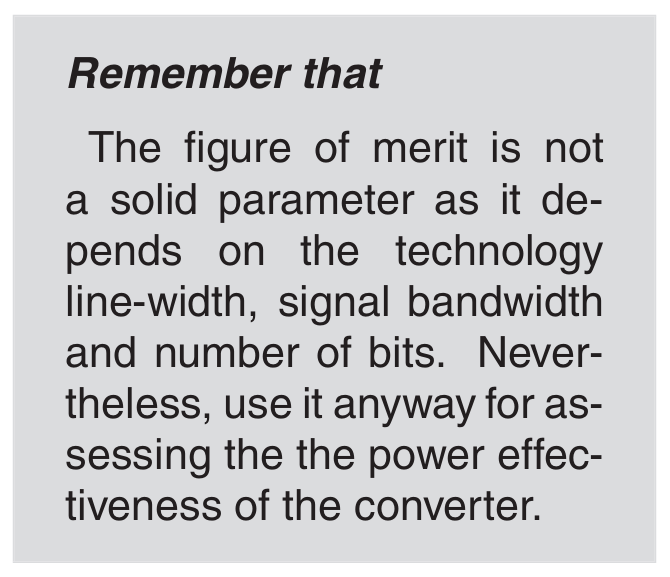 Remember that
The figure of merit is not
a solid parameter as it de-
pends on the technology
line-width, signal bandwidth
and number of bits. Never-
theless, use it anyway for as-
sessing the the power effec-
tiveness of the converter.